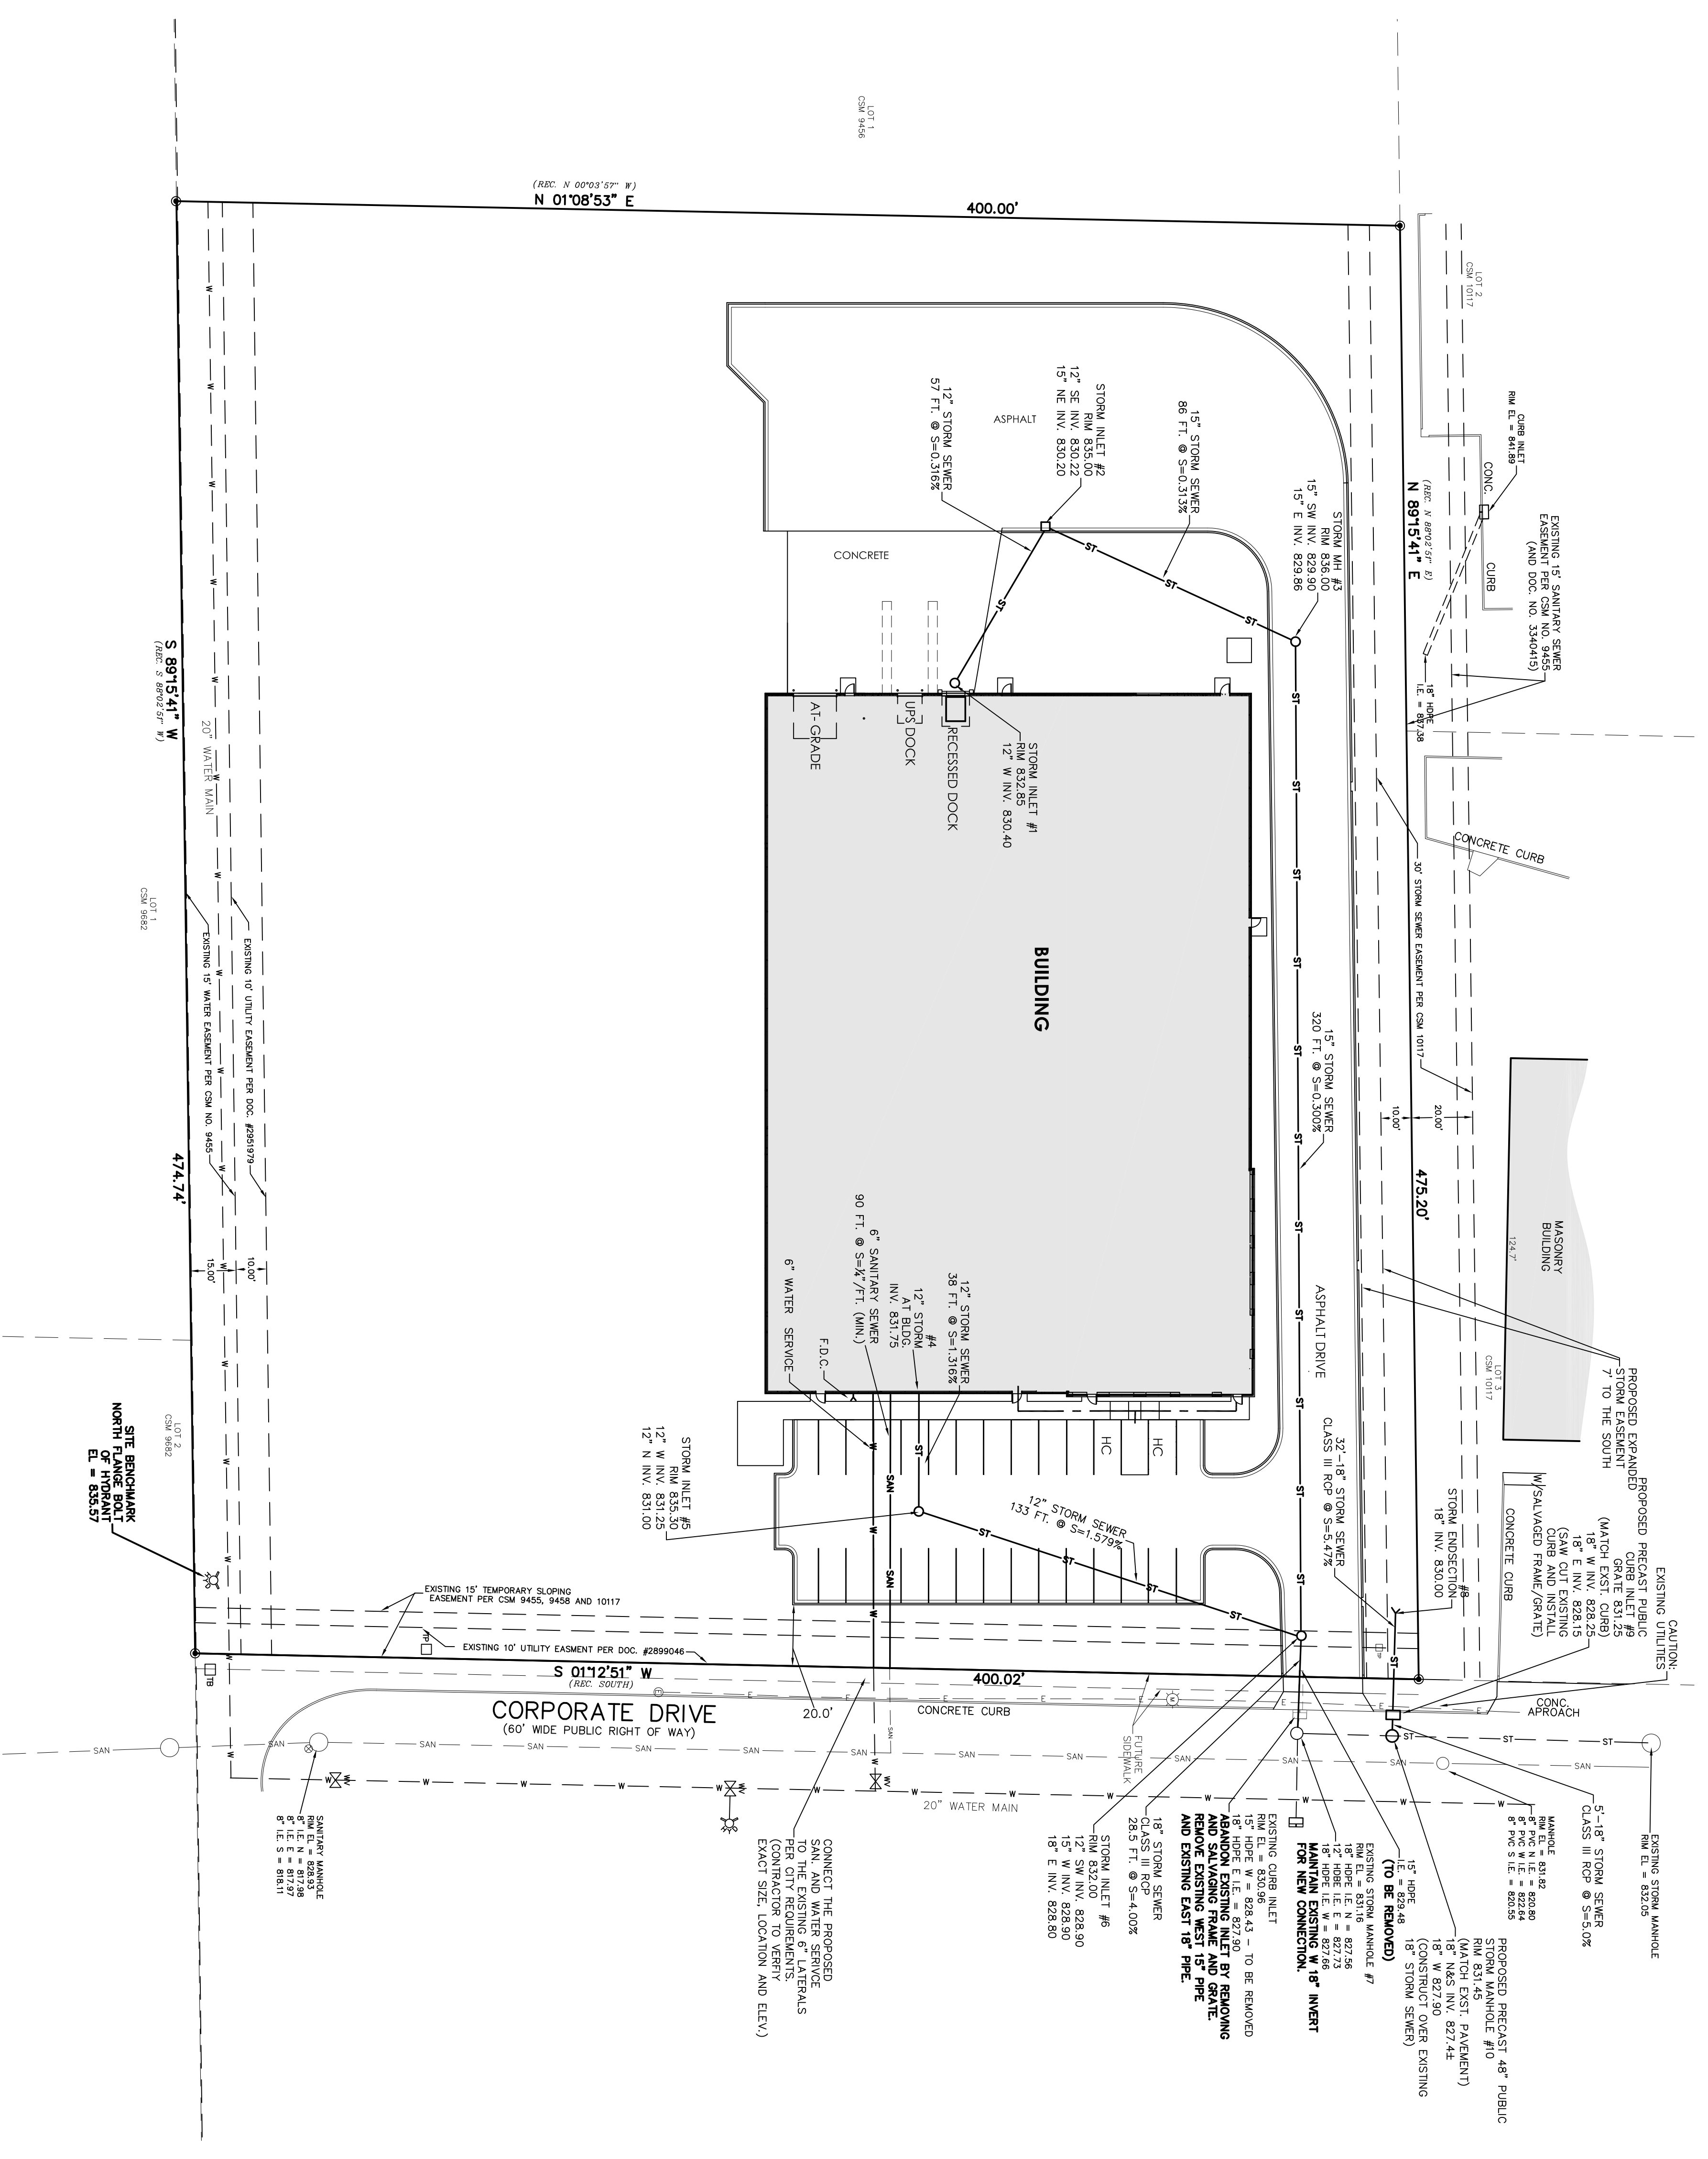 LOT 1
CSM 9456
(REC. N 00°03'57" W)
N 01°08'53" E
400.00'
LOT 2
CSM 10117
CURB INLET
RIM EL = 841.89
CONC.
CURB
EXISTING 15' SANITARY SEWER
EASEMENT PER CSM NO. 9455
(AND DOC. NO. 3340415)
(REC. N 88°02'51" E)
N 89°15'41" E
18" HDPE
I.E. = 837.38
CONCRETE CURB
30' STORM SEWER EASEMENT PER CSM 10117
10.00'
20.00'
475.20'
MASONRY
BUILDING
124.7'
LOT 3
CSM 10117
PROPOSED EXPANDED
STORM EASEMENT
7' TO THE SOUTH
12" STORM SEWER
57 FT. @ S=0.316%
ASPHALT
STORM INLET #2
RIM 835.00
12" SE INV. 830.22
15" NE INV. 830.20
15" STORM SEWER
86 FT. @ S=0.313%
STORM MH #3
RIM 836.00
15" SW INV. 829.90
15" E INV. 829.86
CONCRETE
AT-GRADE
UPS DOCK
RECESSED DOCK
STORM INLET #1
RIM 832.85
12" W INV. 830.40
BUILDING
15" STORM SEWER
320 FT. @ S=0.300%
ASPHALT DRIVE
6" WATER SERVICE
F.D.C.
6" SANITARY SEWER
90 FT. @ S=¼"/FT. (MIN.)
#4
12" STORM
AT BLDG.
INV. 831.75
12" STORM SEWER
38 FT. @ S=1.316%
HC
HC
STORM INLET #5
RIM 835.30
12" W INV. 831.25
12" N INV. 831.00
12" STORM SEWER
133 FT. @ S=1.579%
32'-18" STORM SEWER
CLASS III RCP @ S=5.47%
#8
STORM ENDSECTION
18" INV. 830.00
PROPOSED PRECAST PUBLIC
CURB INLET #9
GRATE 831.25
(MATCH EXST. CURB)
18" W INV. 828.25
18" E INV. 828.15
(SAW CUT EXISTING
CURB AND INSTALL
W/SALVAGED FRAME/GRATE)
CONCRETE CURB
CAUTION:
EXISTING UTILITIES
S 89°15'41" W
(REC. S 88°02'51" W)
20" WATER MAIN
LOT 1
CSM 9682
EXISTING 15' WATER EASEMENT PER CSM NO. 9455
EXISTING 10' UTILITY EASEMENT PER DOC. #2951979
474.74'
15.00'
10.00'
LOT 2
CSM 9682
SITE BENCHMARK
NORTH FLANGE BOLT
OF HYDRANT
EL = 835.57
EXISTING 15' TEMPORARY SLOPING
EASEMENT PER CSM 9455, 9458 AND 10117
TP
EXISTING 10' UTILITY EASMENT PER DOC. #2899046
TB
S 01°12'51" W
(REC. SOUTH)
400.02'
CORPORATE DRIVE
(60' WIDE PUBLIC RIGHT OF WAY)
20.0'
CONCRETE CURB
CONC.
APROACH
FUTURE
SIDEWALK
20" WATER MAIN
SANITARY MANHOLE
RIM EL = 828.93
8" I.E. N = 817.98
8" I.E. E = 817.97
8" I.E. S = 818.11
CONNECT THE PROPOSED
SAN. AND WATER SERIVCE
TO THE EXISTING 6" LATERALS
PER CITY REQUIREMENTS.
(CONTRACTOR TO VERFIY
EXACT SIZE, LOCATION AND ELEV.)
STORM INLET #6
RIM 832.00
12" SW INV. 828.90
15" W INV. 828.90
18" E INV. 828.80
18" STORM SEWER
CLASS III RCP
28.5 FT. @ S=4.00%
EXISTING CURB INLET
RIM EL = 830.96
15" HDPE W = 828.43 - TO BE REMOVED
18" HDPE E I.E. = 827.90
ABANDON EXISTING INLET BY REMOVING
AND SALVAGING FRAME AND GRATE.
REMOVE EXISTING WEST 15" PIPE
AND EXISTING EAST 18" PIPE.
EXISTING STORM MANHOLE #7
RIM EL = 831.16
18" HDPE I.E. N = 827.56
12" HDBE I.E. E = 827.73
18" HDPE I.E. W = 827.66
MAINTAIN EXISTING W 18" INVERT
FOR NEW CONNECTION.
15" HDPE
I.E. = 829.48
(TO BE REMOVED)
PROPOSED PRECAST 48" PUBLIC
STORM MANHOLE #10
RIM 831.45
(MATCH EXST. PAVEMENT)
18" N&S INV. 827.4±
18" W 827.90
(CONSTRUCT OVER EXISTING
18" STORM SEWER)
MANHOLE
RIM EL = 831.82
8" PVC N I.E. = 820.80
8" PVC W I.E. = 822.64
8" PVC S I.E. = 820.55
5'-18" STORM SEWER
CLASS III RCP @ S=5.0%
EXISTING STORM MANHOLE
RIM EL = 832.05